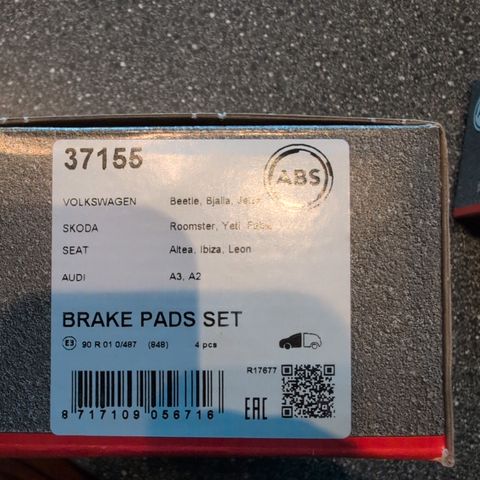 37155
ABS
VOLKSWAGEN Beetle, Bjalla, Jetta
SKODA Roomster, Yeti, Fabia
SEAT Altea, Ibiza, Leon
AUDI A3, A2
BRAKE PADS SET
E3 90 R 01 0/487 (848) 4 pcs
R17677
8 717109 056716
EAC